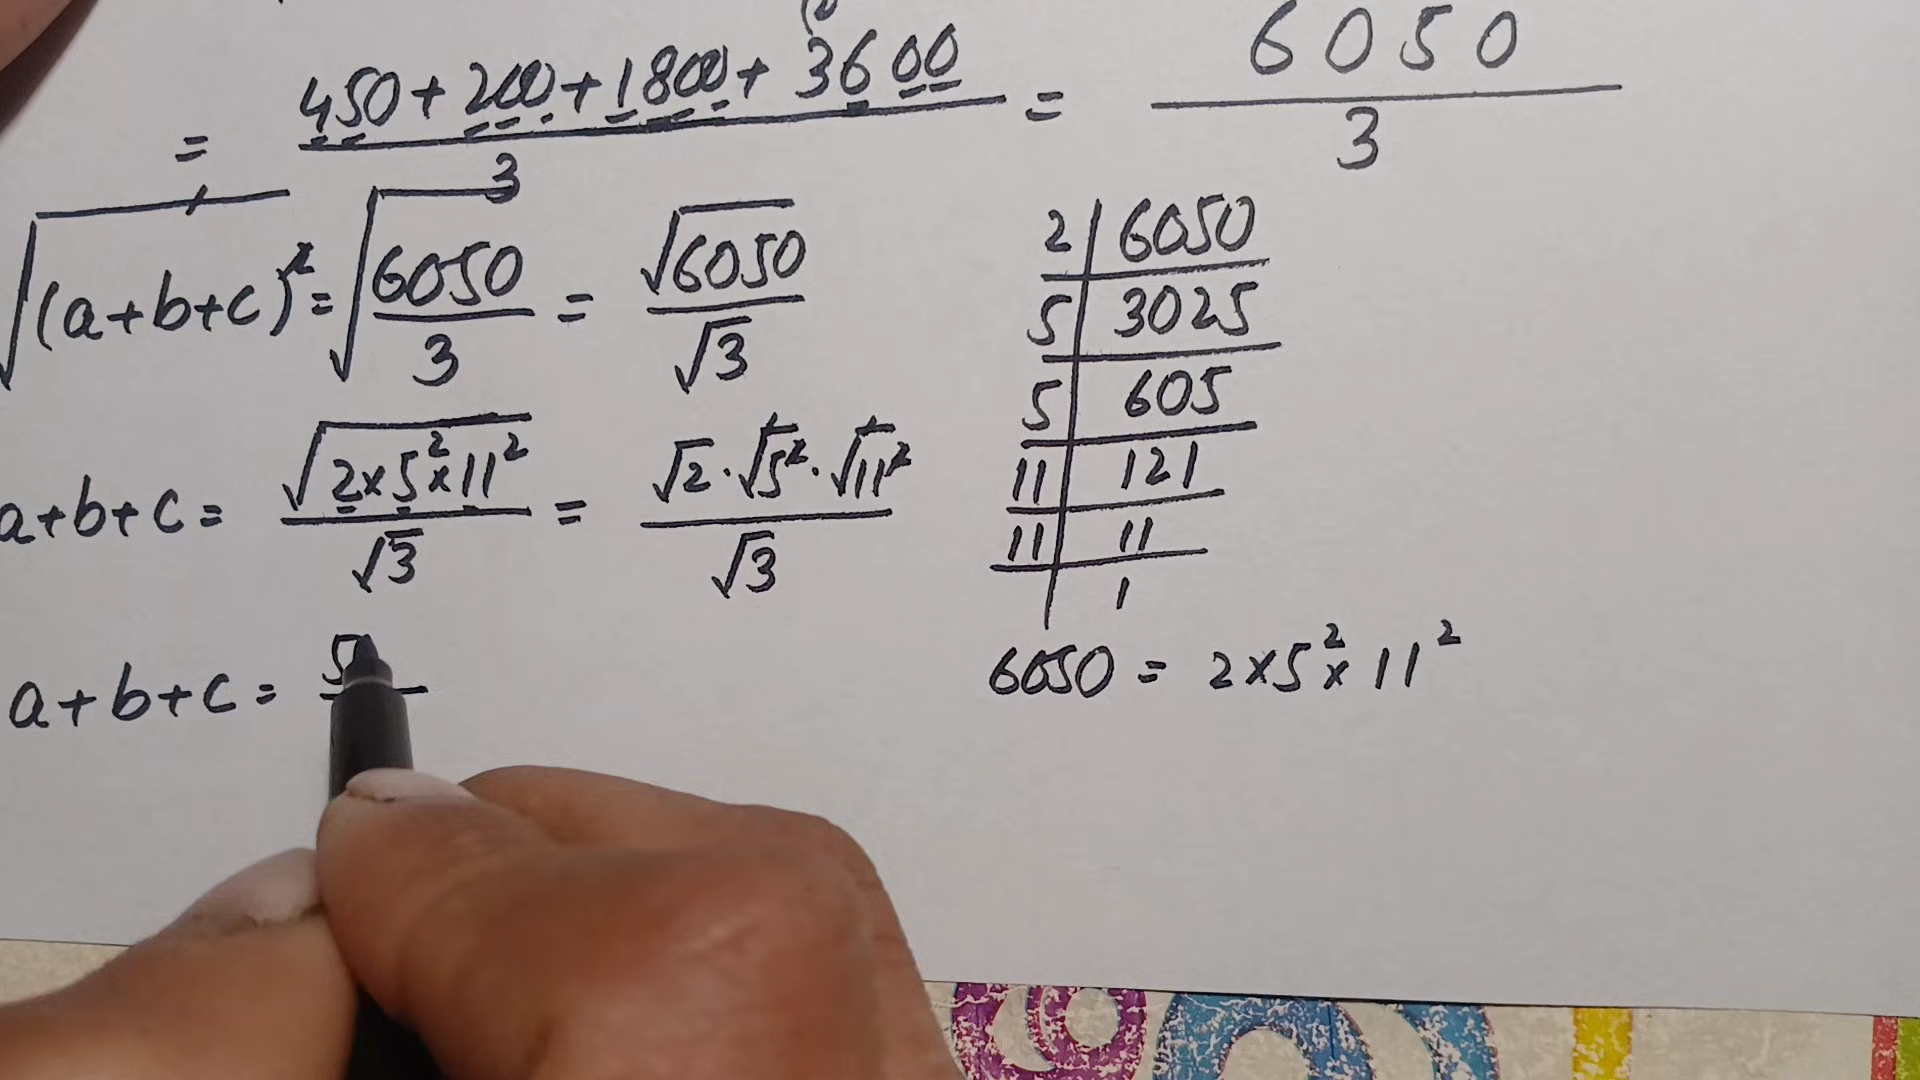 = (450+200+1800+3600)/3 = 6050/3
√(a+b+c)² = √(6050/3) = √6050/√3
a+b+c = √(2×5²×11²)/√3 = √2·√5²·√11²/√3
a+b+c = 5
2 | 6050
5 | 3025
5 | 605
11 | 121
11 | 11
1
6050 = 2×5²×11²